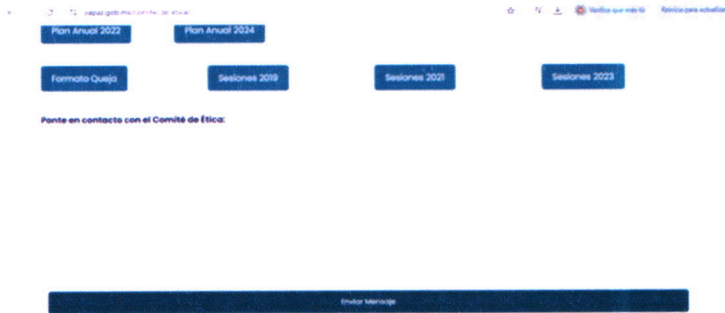 Plan Anual 2022 Plan Anual 2024
Formato Queja Sesiones 2019 Sesiones 2021 Sesiones 2023
Ponte en contacto con el Comité de Ética:
Enviar Mensaje